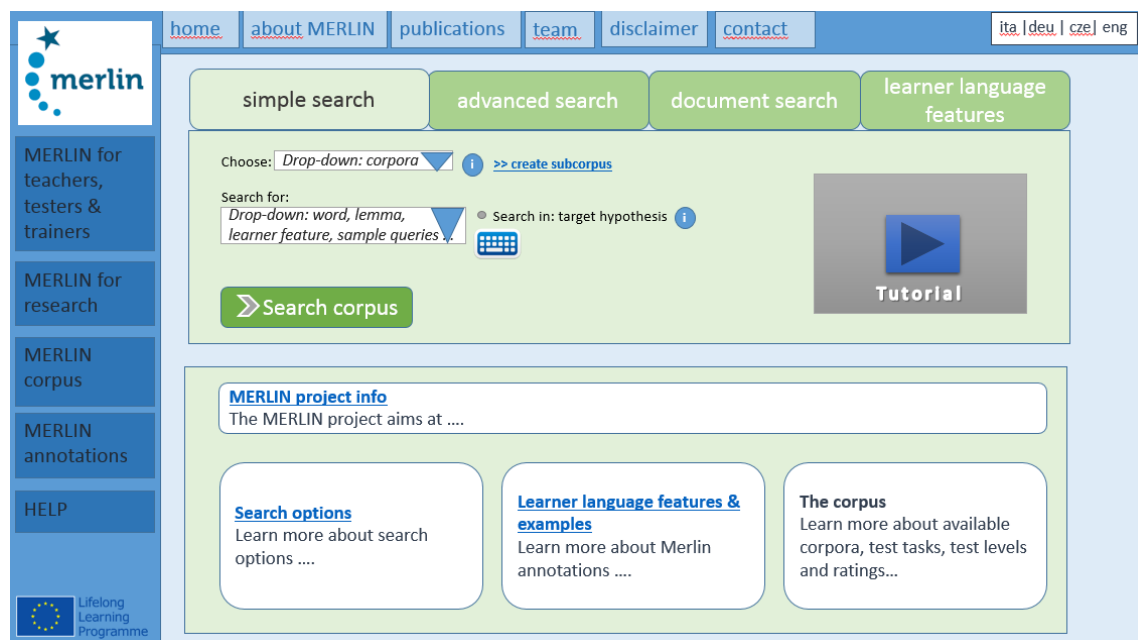 home about MERLIN publications team disclaimer contact
ita |deu | cze| eng
merlin
MERLIN for
teachers,
testers &
trainers
MERLIN for
research
MERLIN
corpus
MERLIN
annotations
HELP
Lifelong
Learning
Programme
simple search
advanced search
document search
learner language
features
Choose: Drop-down: corpora i >> create subcorpus
Search for:
Drop-down: word, lemma,
learner feature, sample queries ..
Search in: target hypothesis i
Search corpus
Tutorial
MERLIN project info
The MERLIN project aims at ....
Search options
Learn more about search
options ....
Learner language features &
examples
Learn more about Merlin
annotations ....
The corpus
Learn more about available
corpora, test tasks, test levels
and ratings...